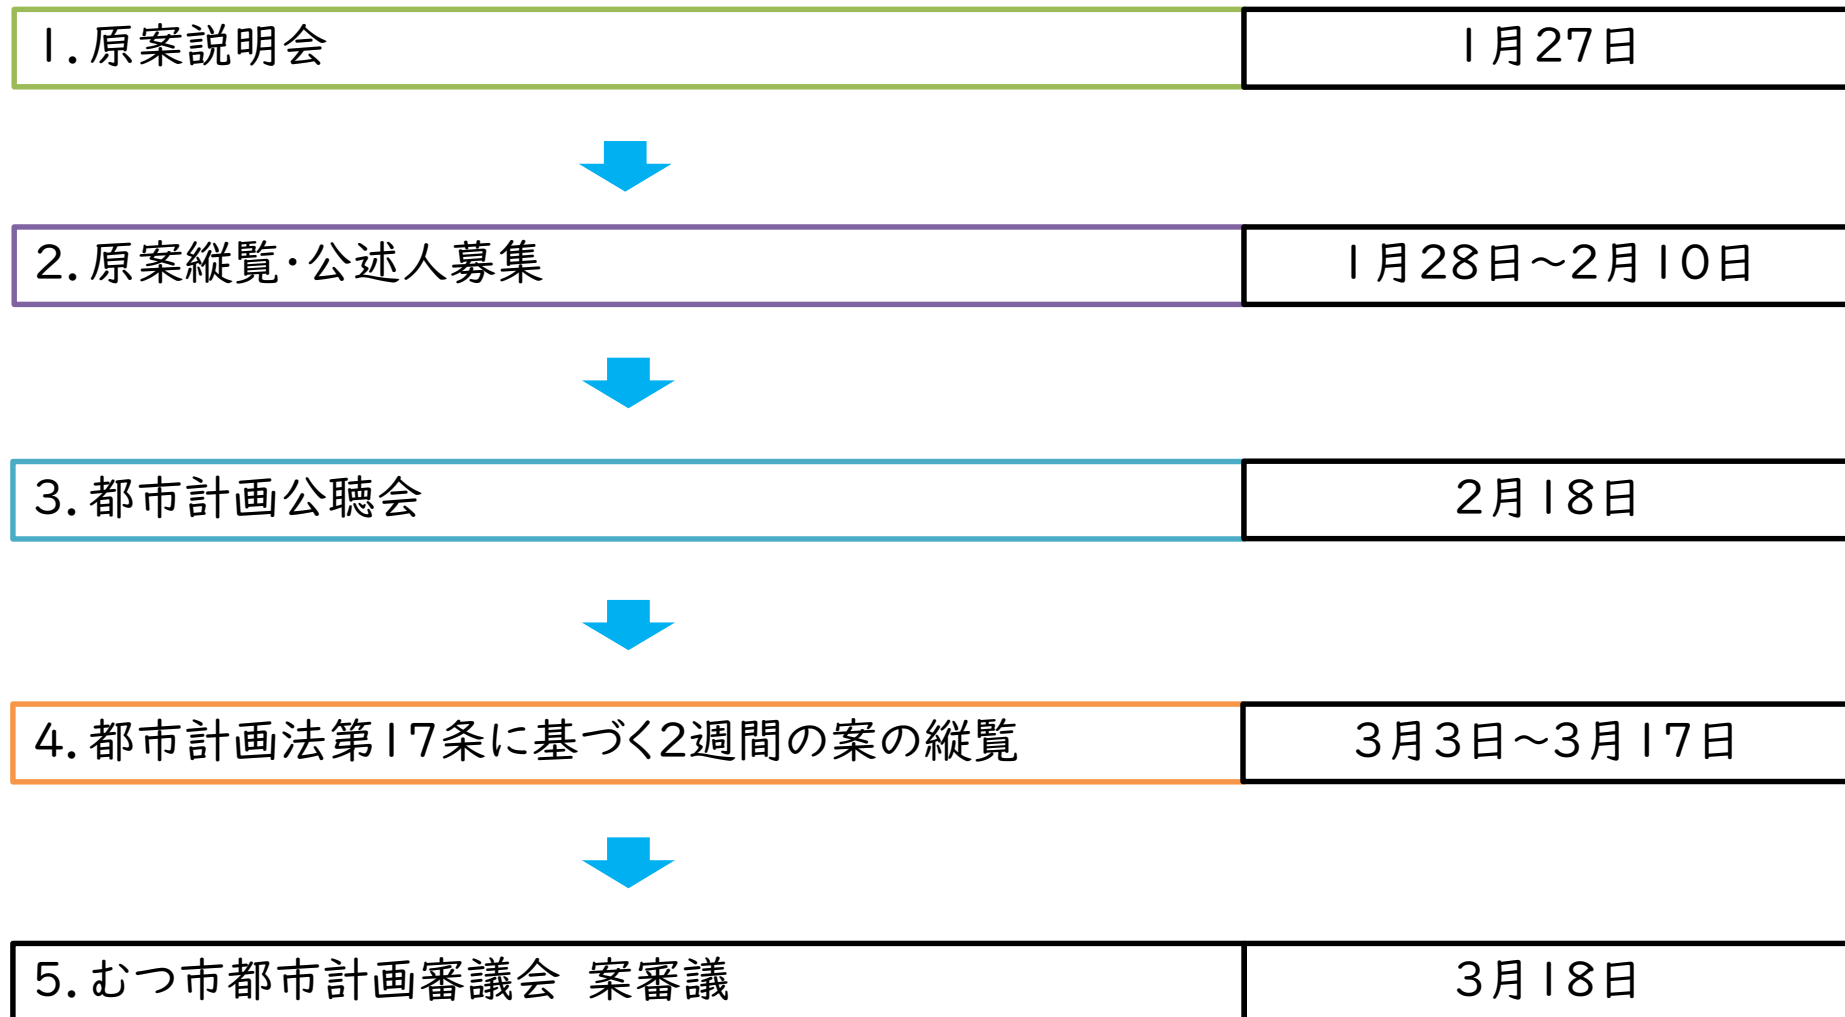 1.原案説明会 1月27日
2.原案縦覧・公述人募集 1月28日～2月10日
3.都市計画公聴会 2月18日
4.都市計画法第17条に基づく2週間の案の縦覧 3月3日～3月17日
5.むつ市都市計画審議会 案審議 3月18日